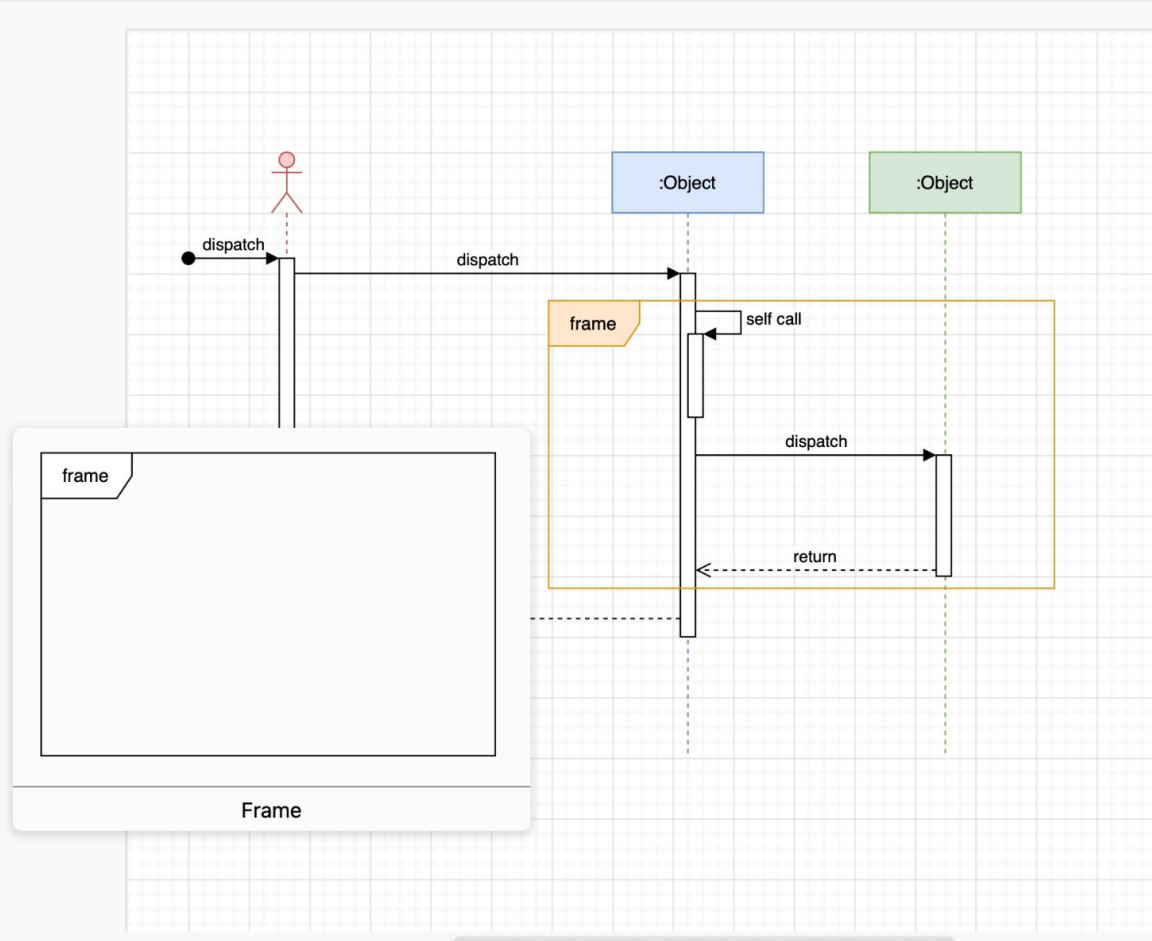 :Object
:Object
dispatch
dispatch
self call
frame
dispatch
frame
return
Frame